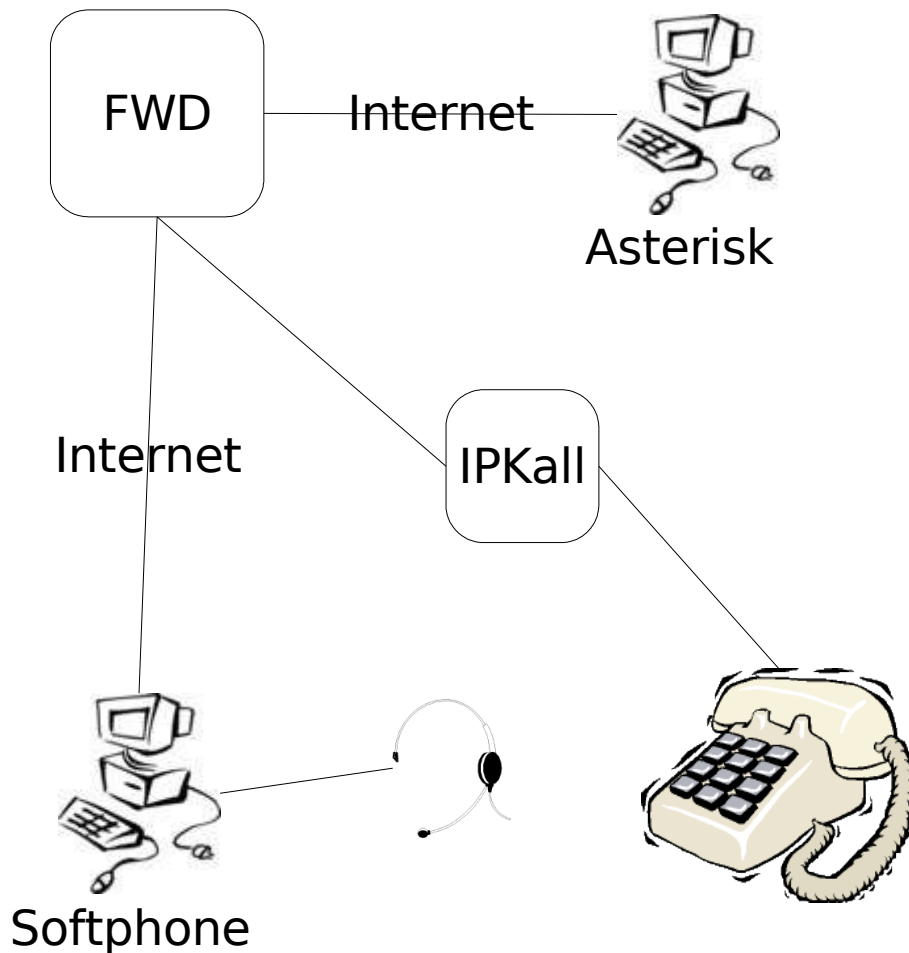 FWD
Internet
Asterisk
Internet
IPKall
Softphone